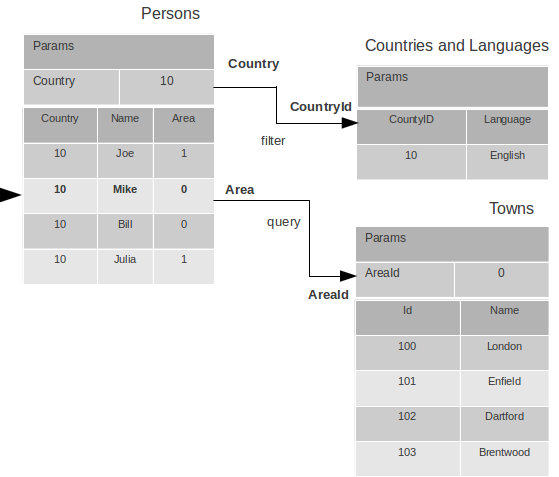 Persons
Params
Country 10
Country Name Area
10 Joe 1
10 Mike 0
10 Bill 0
10 Julia 1
Country
CountryId
filter
Countries and Languages
Params
CountyID Language
10 English
Area
query
AreaId
Towns
Params
AreaId 0
Id Name
100 London
101 Enfield
102 Dartford
103 Brentwood